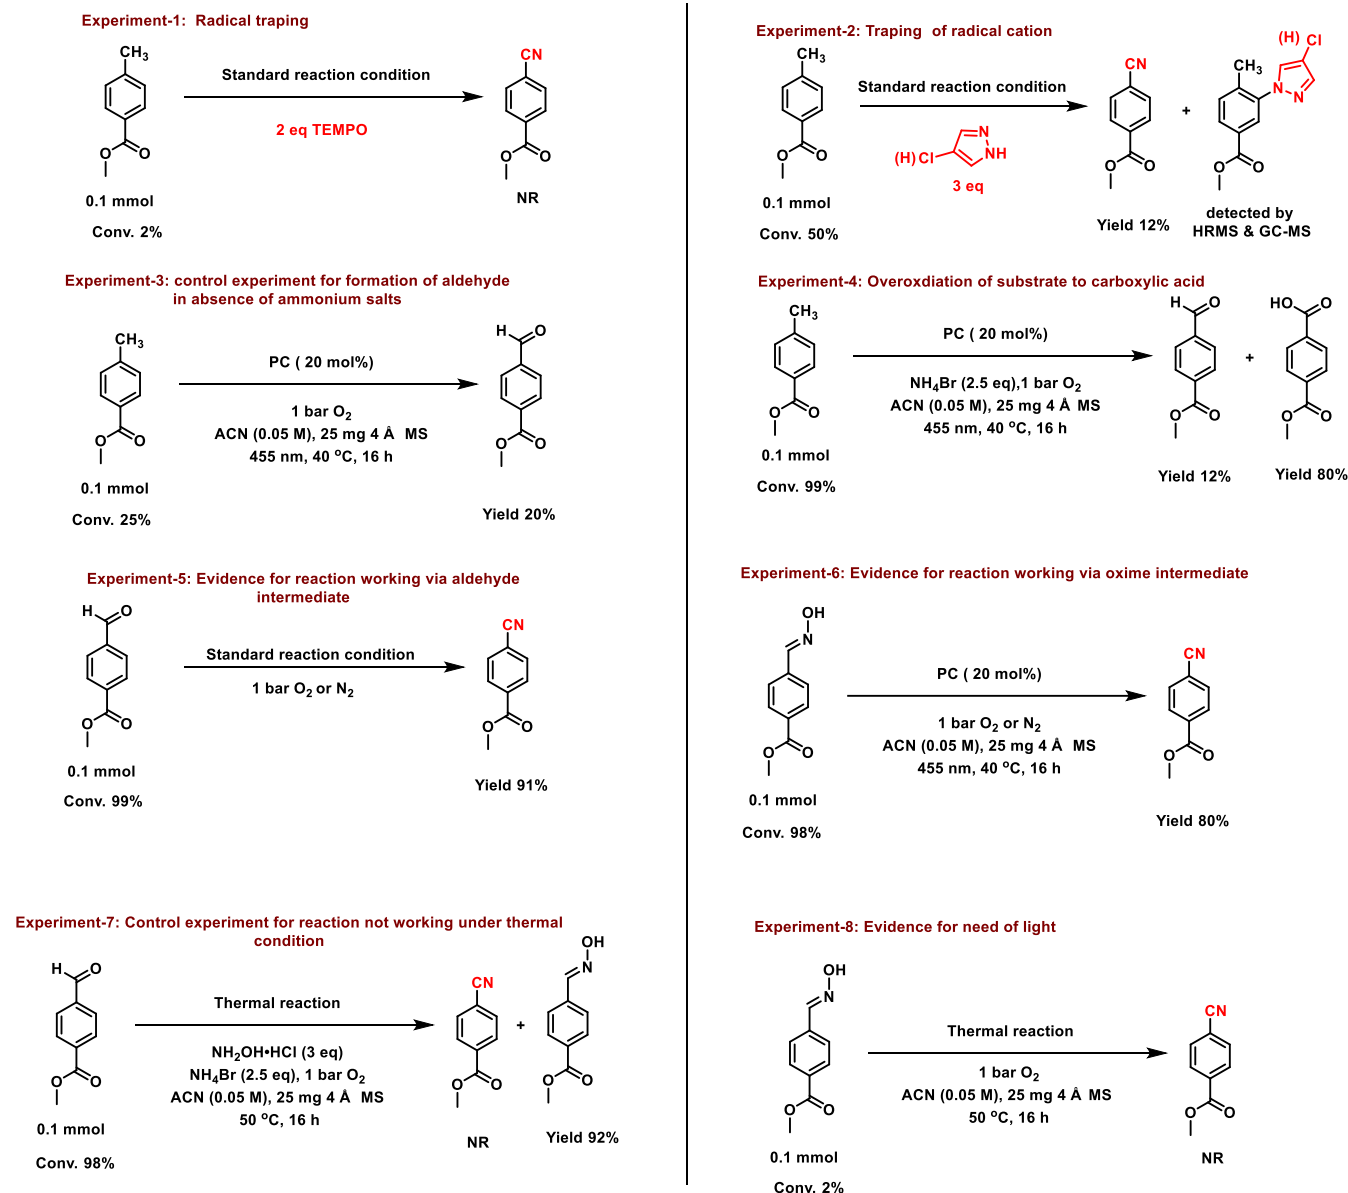 Experiment-1:  Radical traping
CH3
Standard reaction condition
2 eq TEMPO
O
O
0.1 mmol
Conv. 2%
CN
O
O
NR
Experiment-2: Traping  of radical cation
CH3
Standard reaction condition
(H) Cl
N
NH
3 eq
O
O
0.1 mmol
Conv. 50%
CN
O
O
Yield 12%
+
(H) Cl
CH3
N
N
O
O
detected by
HRMS & GC-MS
Experiment-3: control experiment for formation of aldehyde
in absence of ammonium salts
CH3
PC ( 20 mol%)
1 bar O2
ACN (0.05 M), 25 mg 4 Å  MS
455 nm, 40 oC, 16 h
O
O
0.1 mmol
Conv. 25%
H
O
O
O
Yield 20%
Experiment-4: Overoxdiation of substrate to carboxylic acid
CH3
PC ( 20 mol%)
NH4Br (2.5 eq),1 bar O2
ACN (0.05 M), 25 mg 4 Å  MS
455 nm, 40 oC, 16 h
O
O
0.1 mmol
Conv. 99%
H
O
O
O
Yield 12%
+
HO
O
O
O
Yield 80%
Experiment-5: Evidence for reaction working via aldehyde
intermediate
H
O
Standard reaction condition
1 bar O2 or N2
O
O
0.1 mmol
Conv. 99%
CN
O
O
Yield 91%
Experiment-6: Evidence for reaction working via oxime intermediate
OH
N
PC ( 20 mol%)
1 bar O2 or N2
ACN (0.05 M), 25 mg 4 Å  MS
455 nm, 40 oC, 16 h
O
O
0.1 mmol
Conv. 98%
CN
O
O
Yield 80%
Experiment-7: Control experiment for reaction not working under thermal
condition
H
O
Thermal reaction
NH2OH•HCl (3 eq)
NH4Br (2.5 eq), 1 bar O2
ACN (0.05 M), 25 mg 4 Å  MS
50 oC, 16 h
O
O
0.1 mmol
Conv. 98%
CN
O
O
NR
+
OH
N
O
O
Yield 92%
Experiment-8: Evidence for need of light
OH
N
Thermal reaction
1 bar O2
ACN (0.05 M), 25 mg 4 Å  MS
50 oC, 16 h
O
O
0.1 mmol
Conv. 2%
CN
O
O
NR